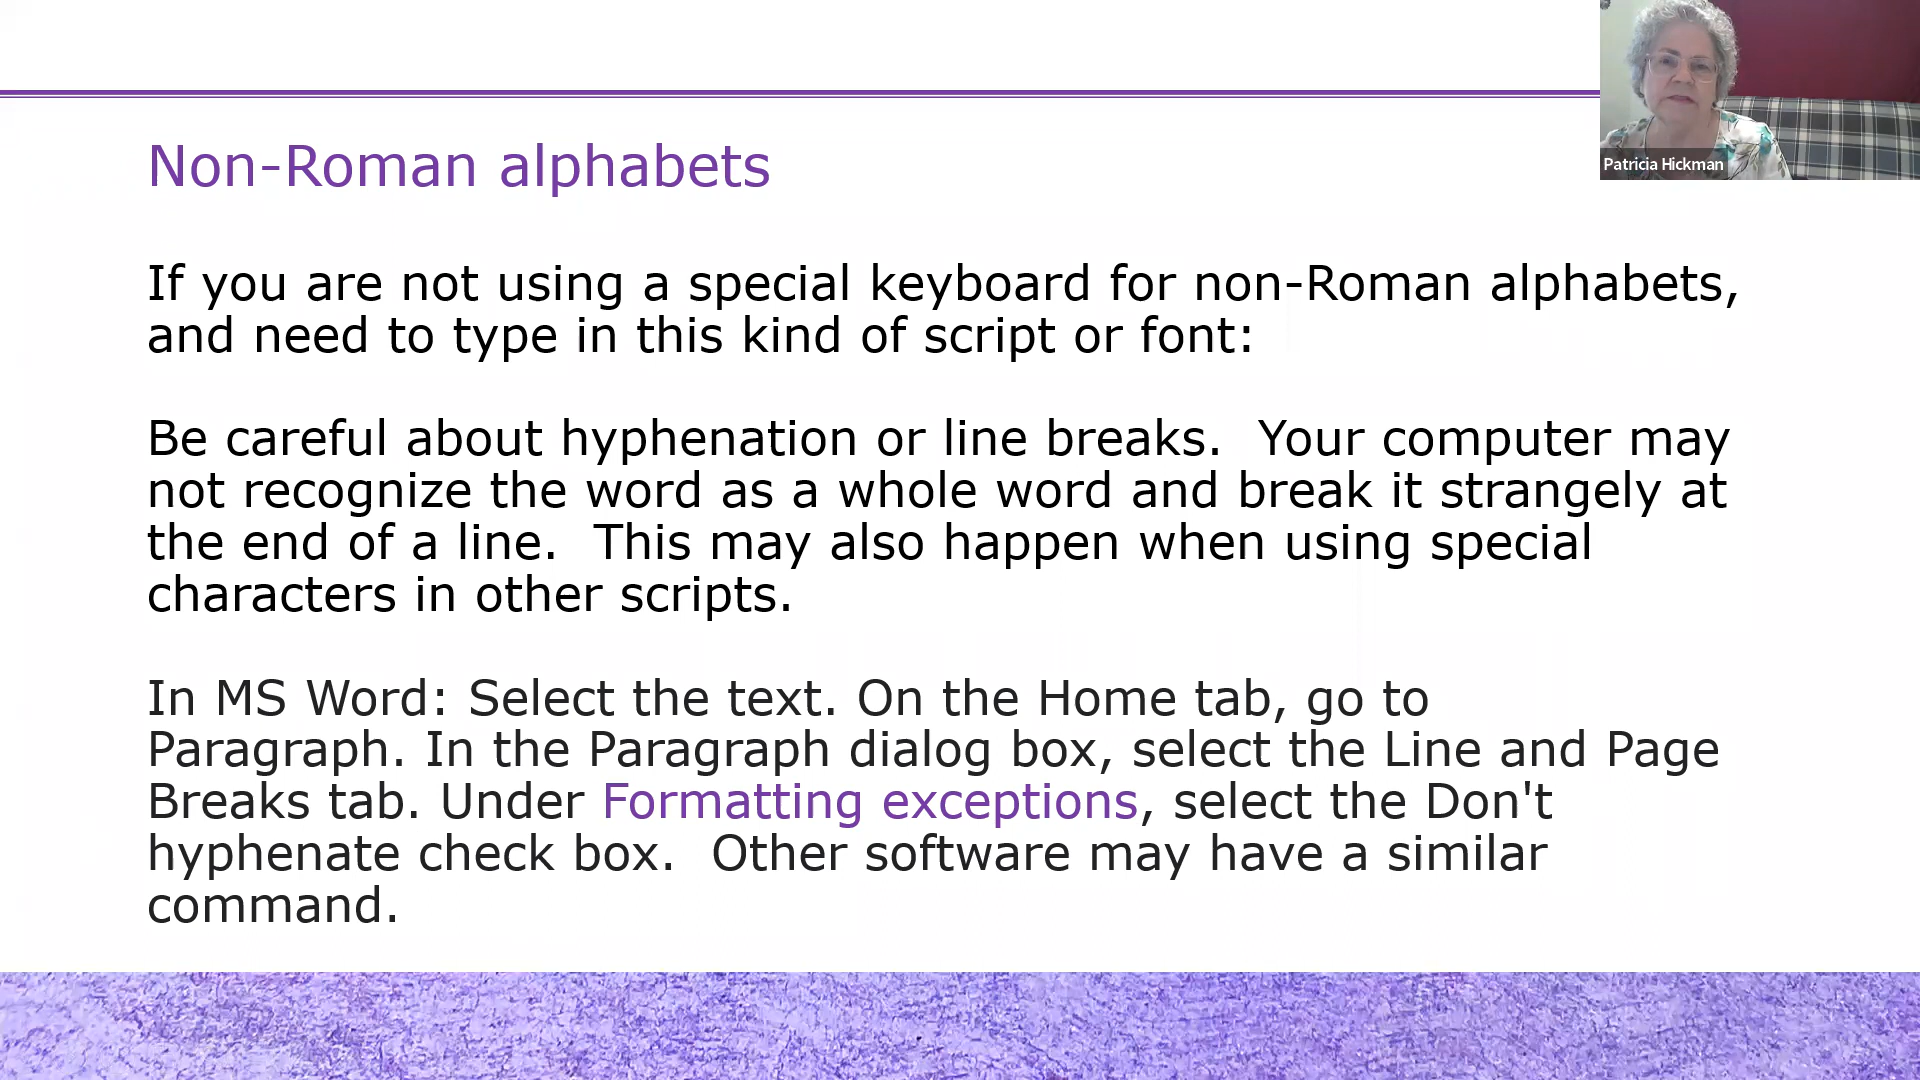 Non-Roman alphabets
If you are not using a special keyboard for non-Roman alphabets,
and need to type in this kind of script or font:
Be careful about hyphenation or line breaks.  Your computer may
not recognize the word as a whole word and break it strangely at
the end of a line.  This may also happen when using special
characters in other scripts.
In MS Word: Select the text. On the Home tab, go to
Paragraph. In the Paragraph dialog box, select the Line and Page
Breaks tab. Under Formatting exceptions, select the Don't
hyphenate check box.  Other software may have a similar
command.
Patricia Hickman